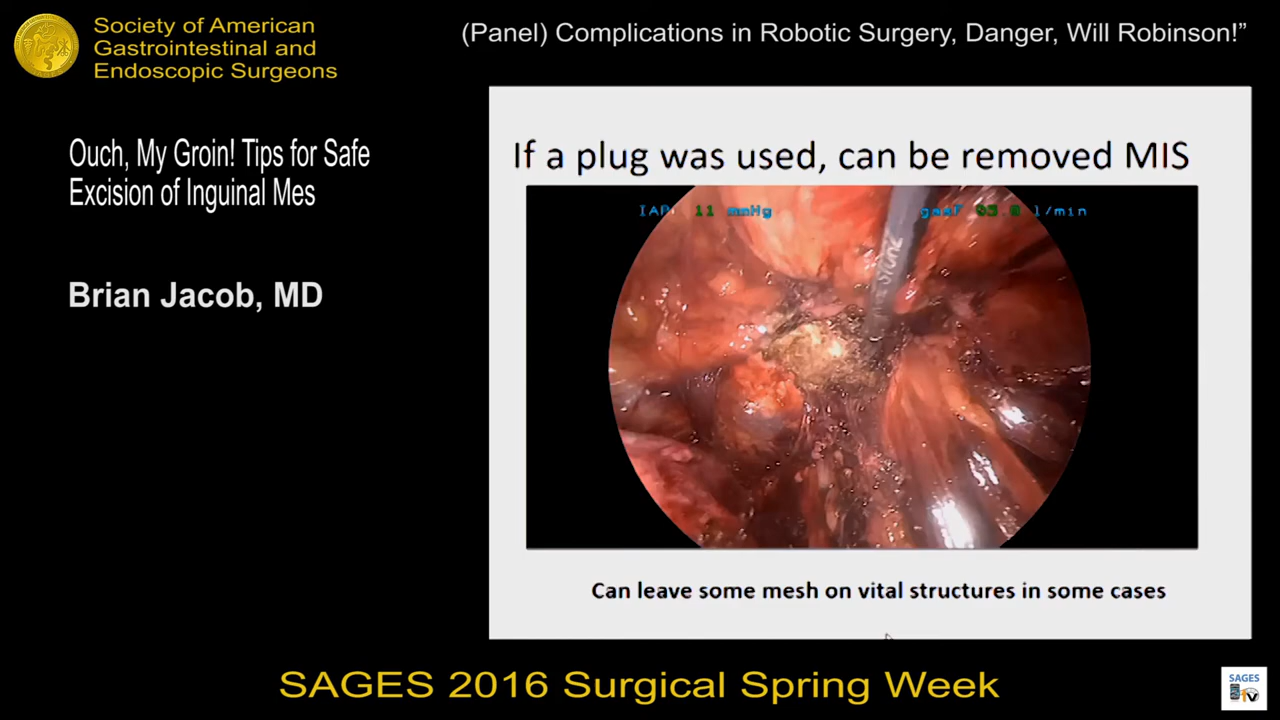 Society of American
Gastrointestinal and
Endoscopic Surgeons
(Panel) Complications in Robotic Surgery, Danger, Will Robinson!”
Ouch, My Groin! Tips for Safe
Excision of Inguinal Mes
Brian Jacob, MD
If a plug was used, can be removed MIS
IAP: 11 mmHg
l/min
Can leave some mesh on vital structures in some cases
SAGES 2016 Surgical Spring Week
SAGES
tv